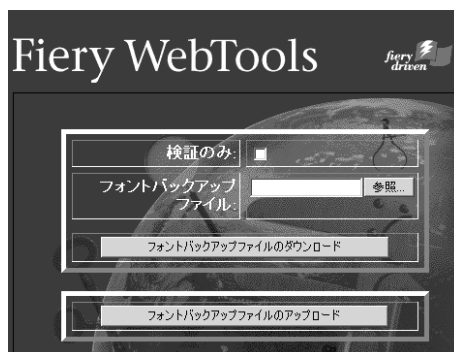 Fiery WebTools
fiery
driven
検証のみ:
フォントバックアップ
ファイル:
参照...
フォントバックアップファイルのダウンロード
フォントバックアップファイルのアップロード